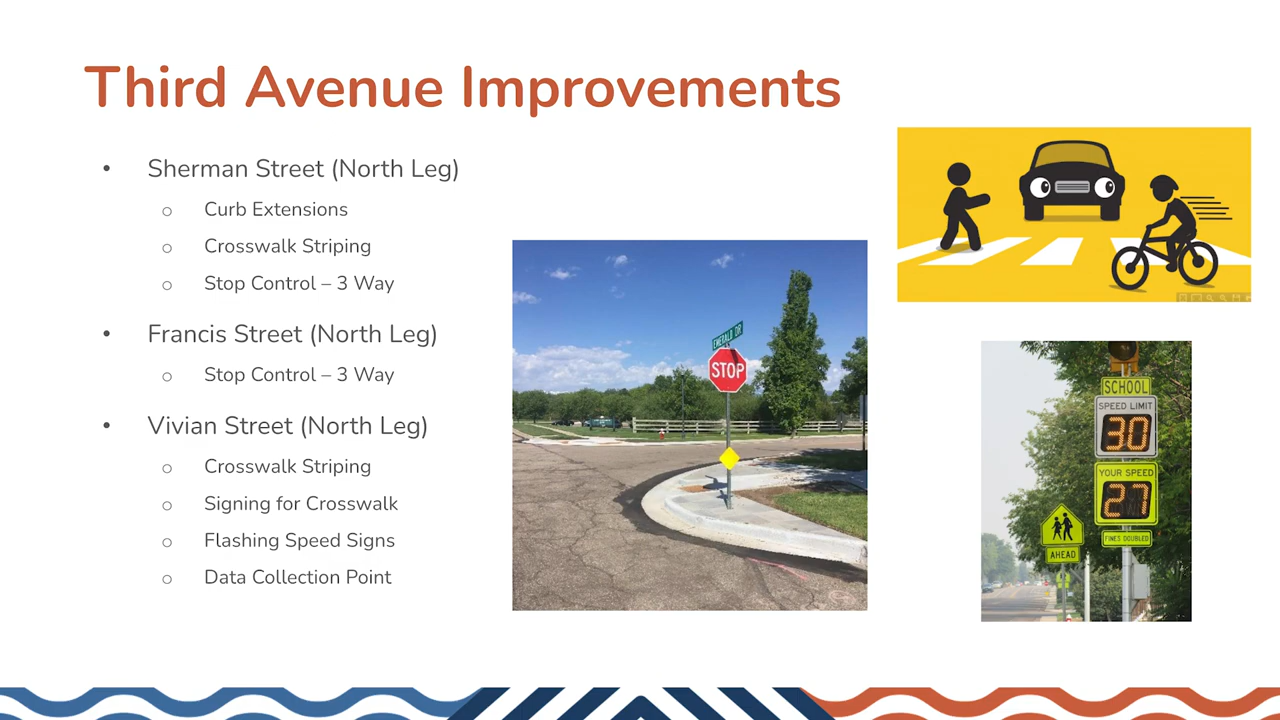 Third Avenue Improvements
• Sherman Street (North Leg)
o Curb Extensions
o Crosswalk Striping
o Stop Control – 3 Way
• Francis Street (North Leg)
o Stop Control – 3 Way
• Vivian Street (North Leg)
o Crosswalk Striping
o Signing for Crosswalk
o Flashing Speed Signs
o Data Collection Point
EMERALD DR
STOP
SCHOOL
SPEED LIMIT
30
YOUR SPEED
27
FINES DOUBLED
AHEAD